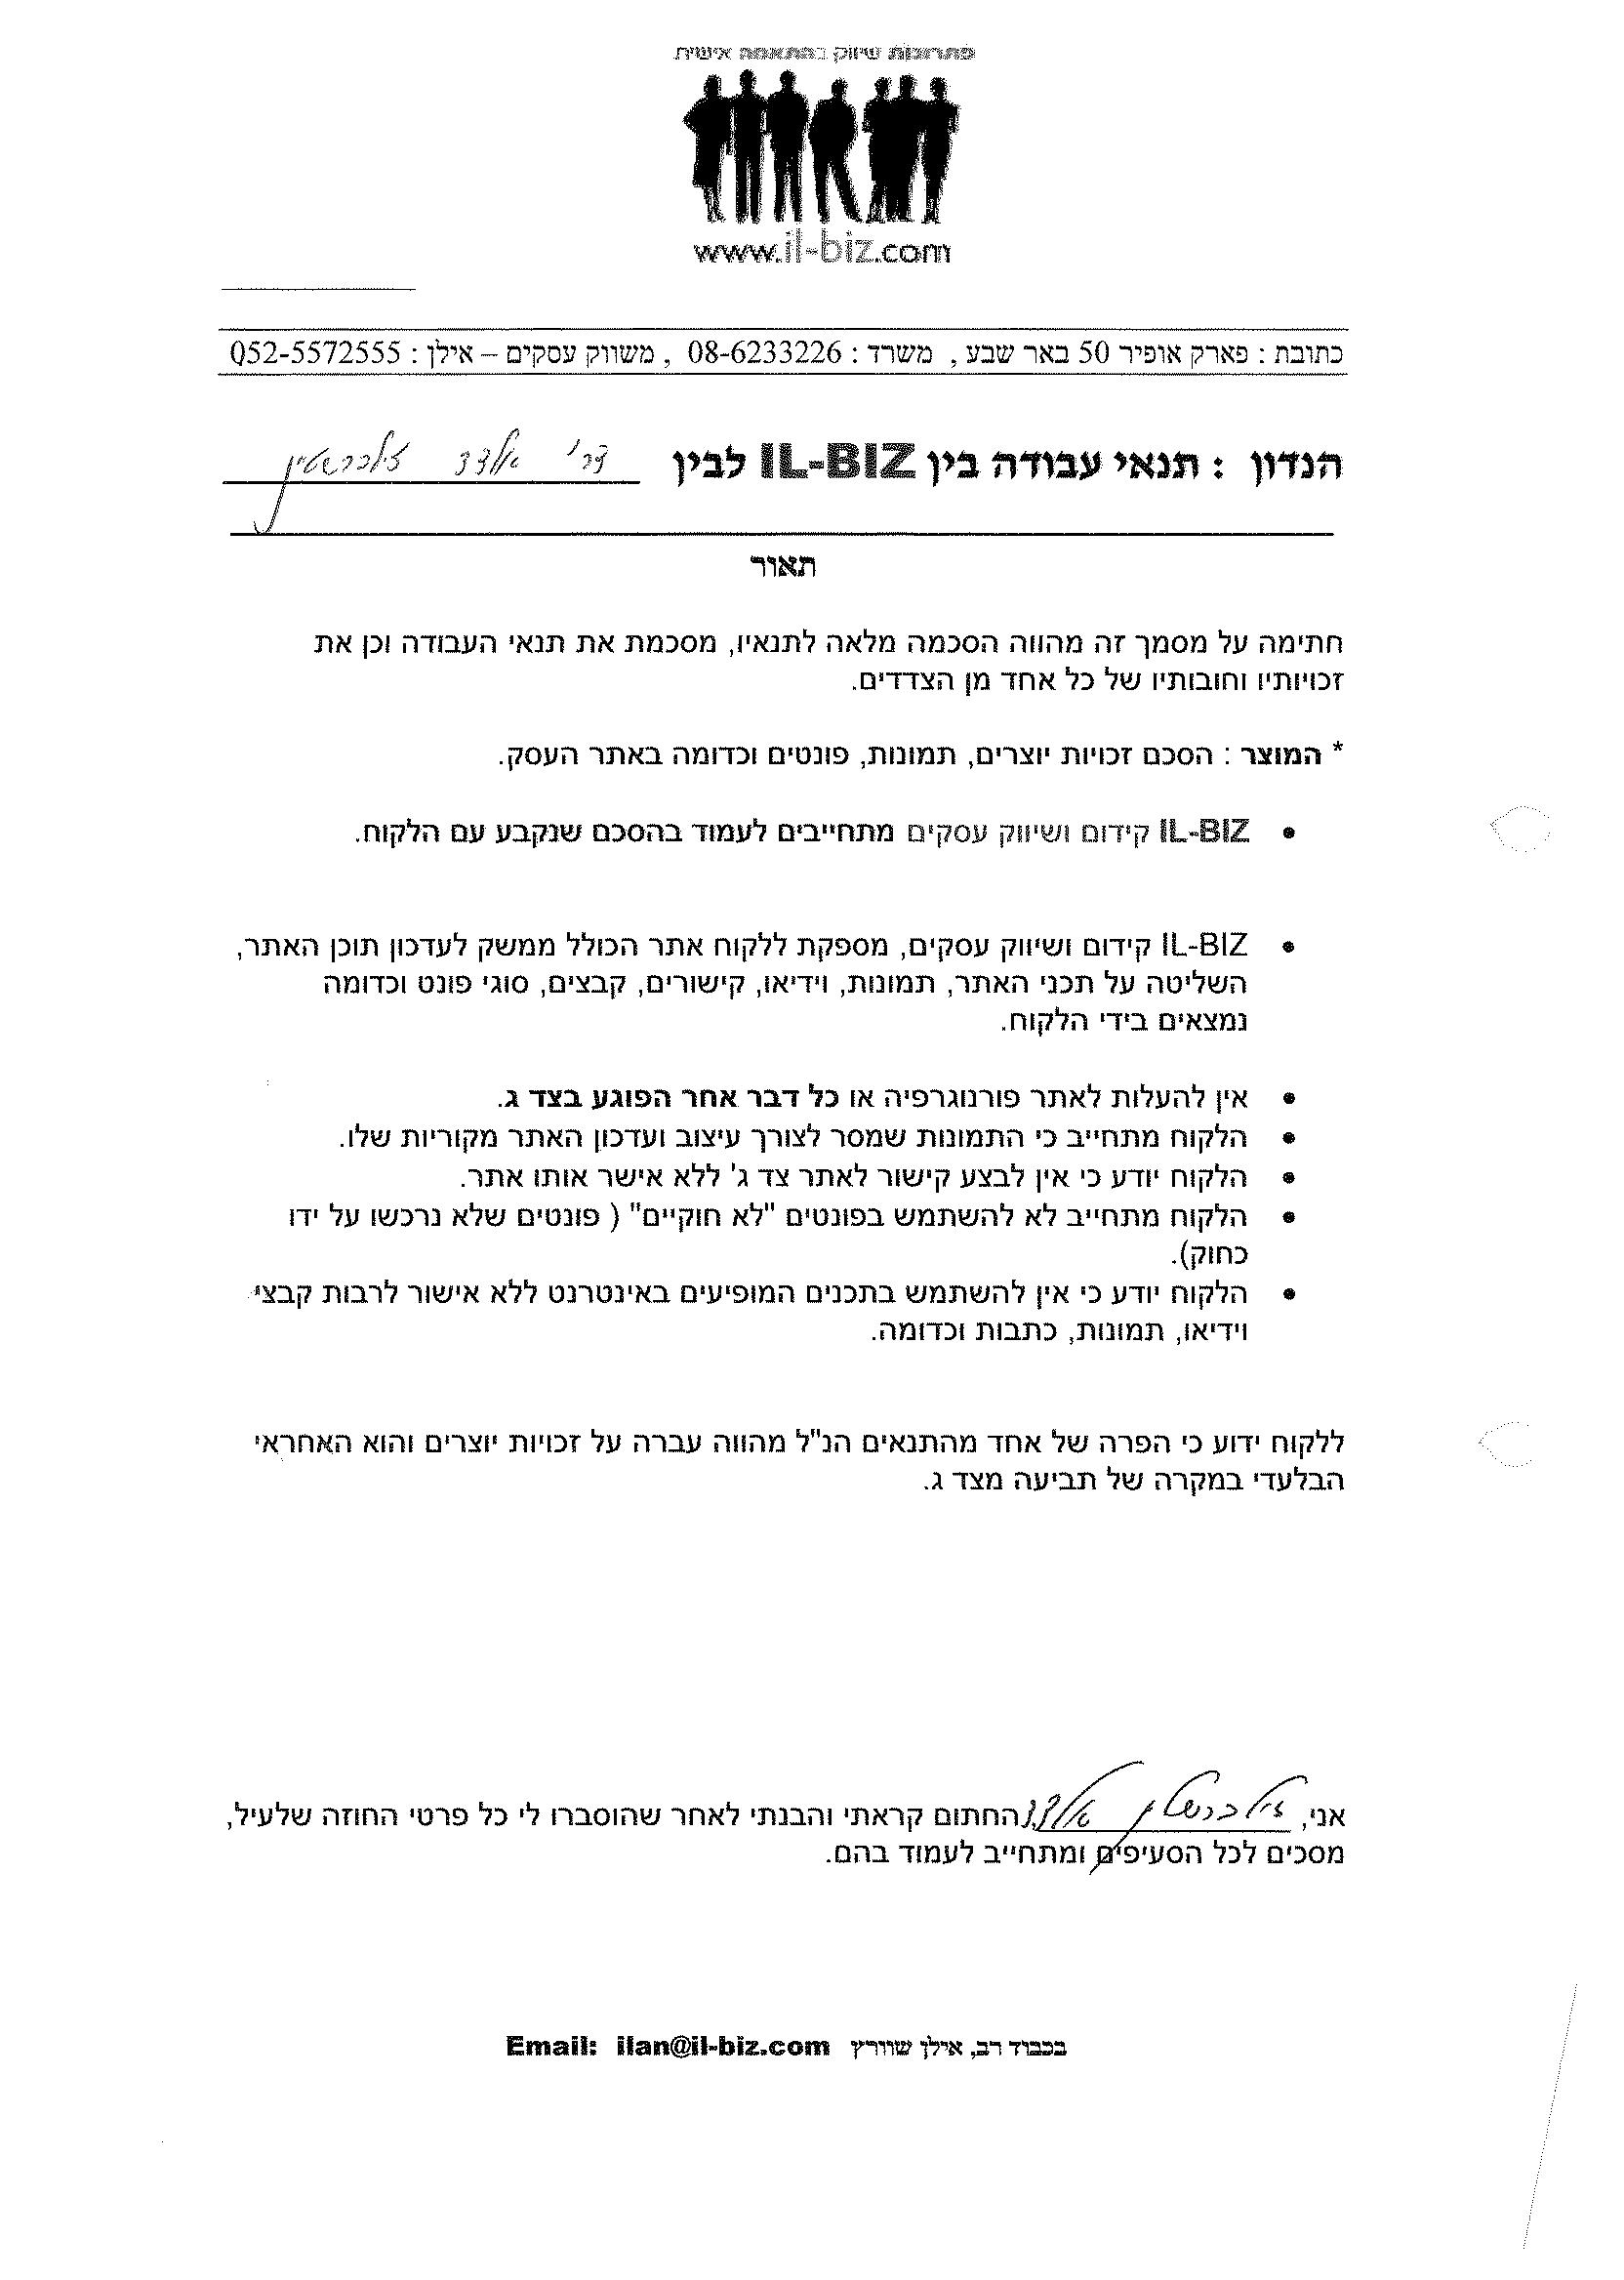 פתרונות שיווק בהתאמה אישית
www.il-biz.com
כתובת : פארק אופיר 50 באר שבע , משרד : 08-6233226 , משווק עסקים – אילן : 052-5572555
הנדון : תנאי עבודה בין IL-BIZ לבין אלדד זילברשטיין
תאור
חתימה על מסמך זה מהווה הסכמה מלאה לתנאיו, מסכמת את תנאי העבודה וכן את
זכויותיו וחובותיו של כל אחד מן הצדדים.
* המוצר : הסכם זכויות יוצרים, תמונות, פונטים וכדומה באתר העסק.
• IL-BIZ קידום ושיווק עסקים מתחייבים לעמוד בהסכם שנקבע עם הלקוח.
• IL-BIZ קידום ושיווק עסקים, מספקת ללקוח אתר הכולל ממשק לעדכון תוכן האתר,
השליטה על תכני האתר, תמונות, וידיאו, קישורים, קבצים, סוגי פונט וכדומה
נמצאים בידי הלקוח.
• אין להעלות לאתר פורנוגרפיה או כל דבר אחר הפוגע בצד ג.
• הלקוח מתחייב כי התמונות שמסר לצורך עיצוב ועדכון האתר מקוריות שלו.
• הלקוח יודע כי אין לבצע קישור לאתר צד ג' ללא אישר אותו אתר.
• הלקוח מתחייב לא להשתמש בפונטים "לא חוקיים" ( פונטים שלא נרכשו על ידו
כחוק).
• הלקוח יודע כי אין להשתמש בתכנים המופיעים באינטרנט ללא אישור לרבות קבצי
וידיאו, תמונות, כתבות וכדומה.
ללקוח ידוע כי הפרה של אחד מהתנאים הנ"ל מהווה עברה על זכויות יוצרים והוא האחראי
הבלעדי במקרה של תביעה מצד ג.
אני, זילברשטיין אלדד החתום קראתי והבנתי לאחר שהוסברו לי כל פרטי החוזה שלעיל,
מסכים לכל הסעיפים ומתחייב לעמוד בהם.
בכבוד רב, אילן שוורץ Email: ilan@il-biz.com